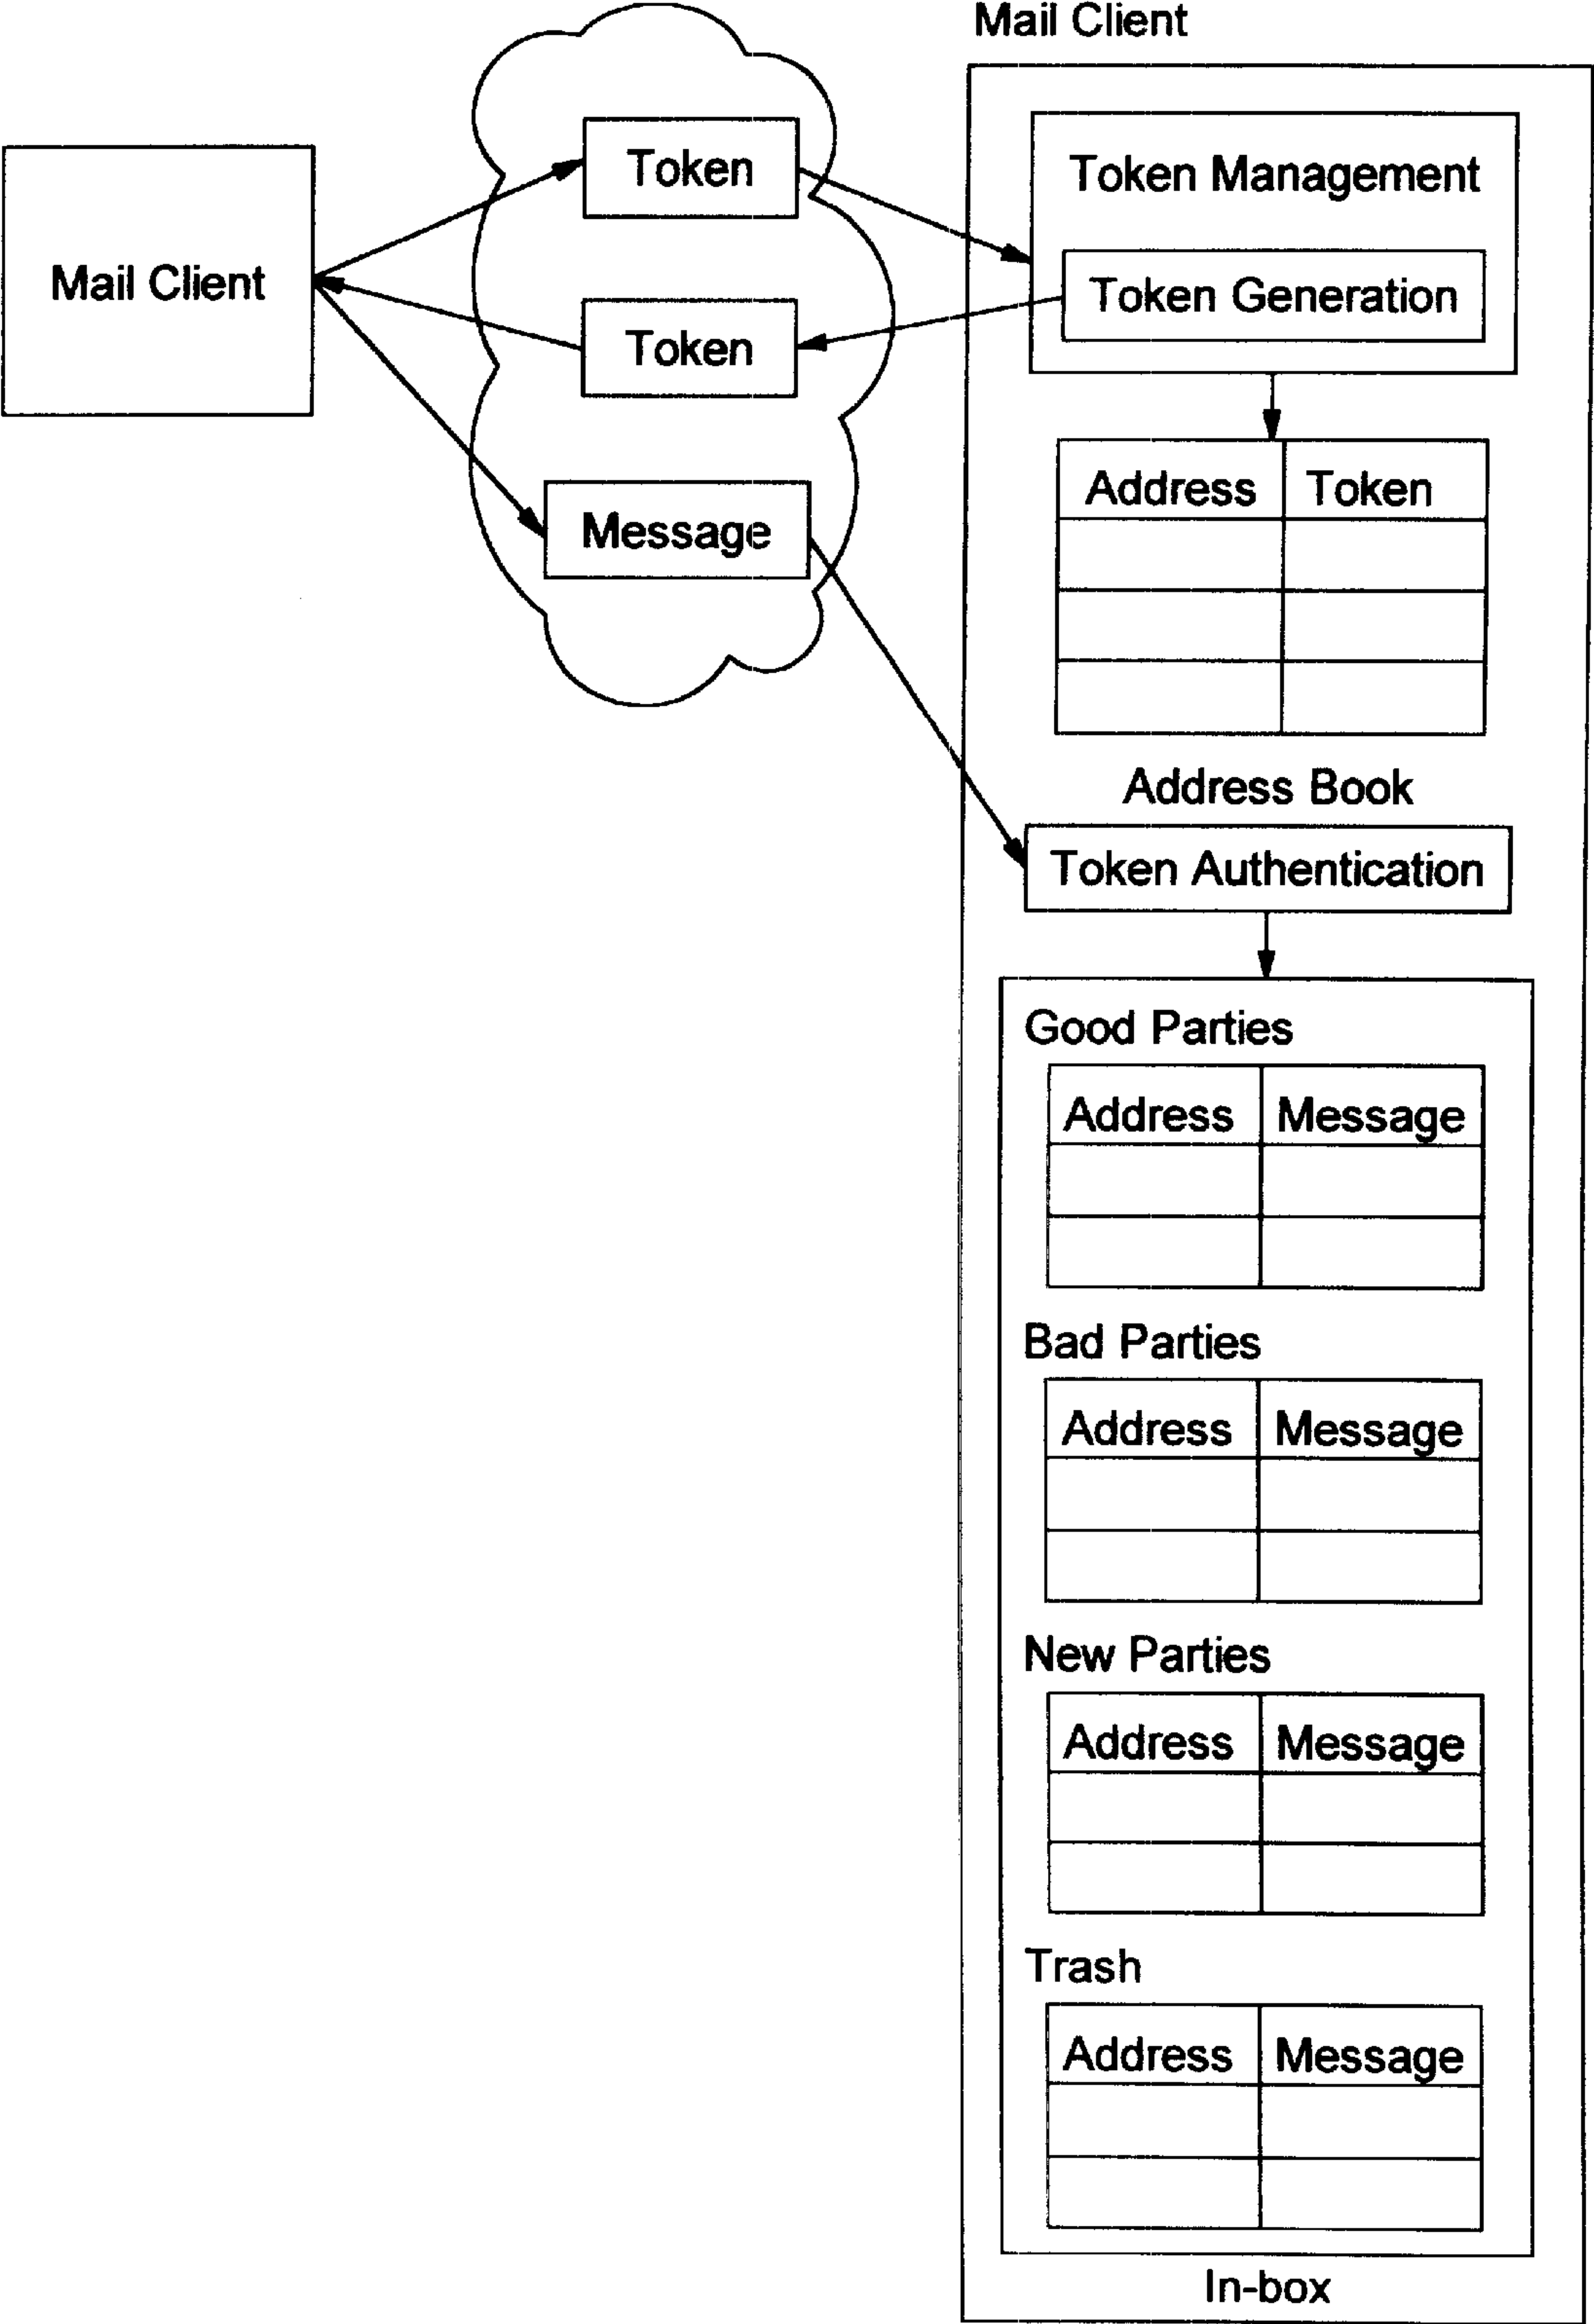 Mail Client
Token
Token Management
Mail Client
Token Generation
Token
Address Token
Message
Address Book
Token Authentication
Good Parties
Address Message
Bad Parties
Address Message
New Parties
Address Message
Trash
Address Message
In-box